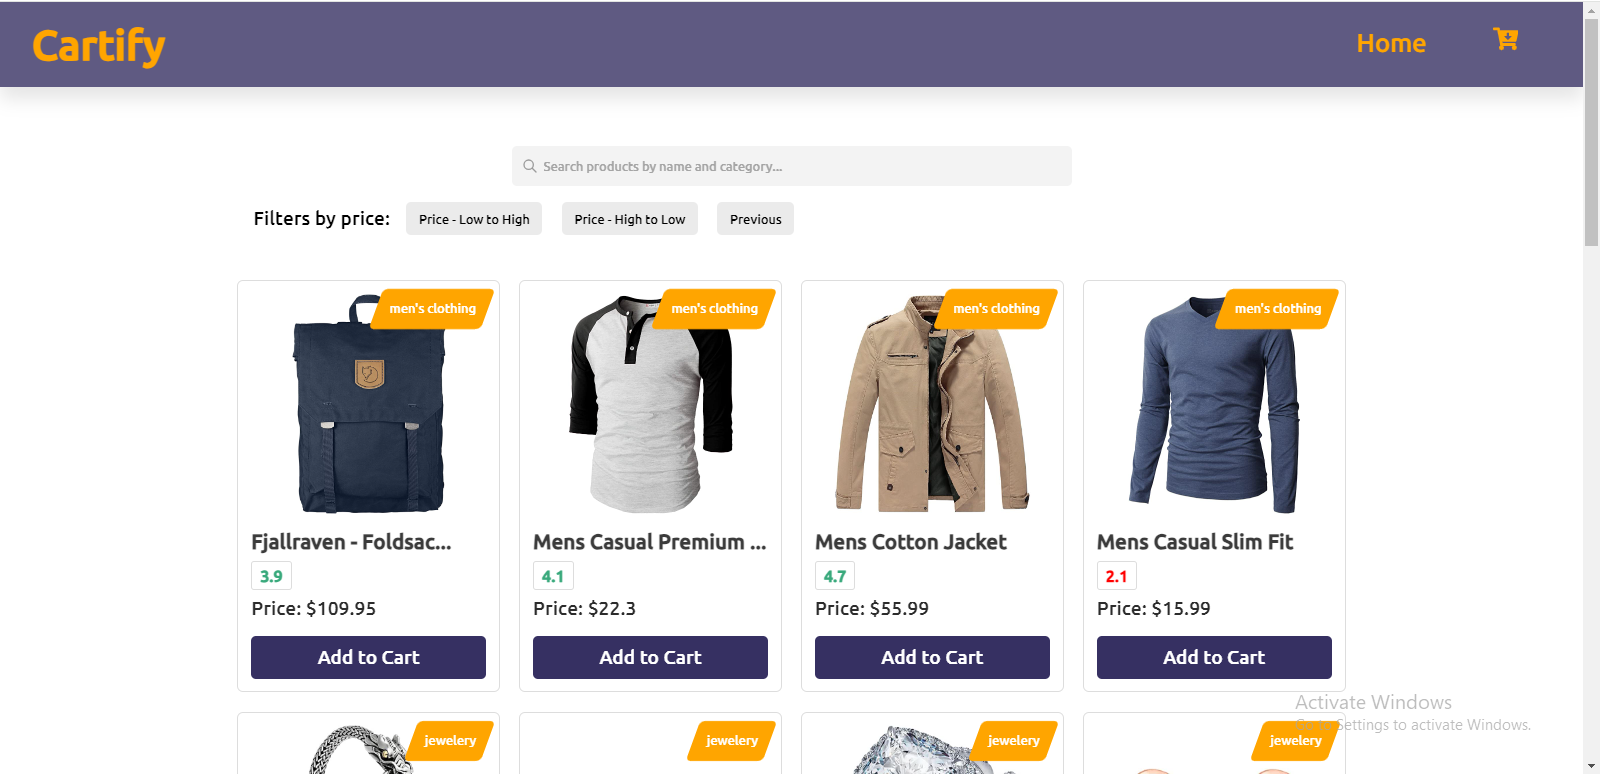 Cartify
Home
Search products by name and category...
Filters by price:
Price - Low to High
Price - High to Low
Previous
men's clothing
men's clothing
men's clothing
men's clothing
Fjallraven - Foldsac...
Mens Casual Premium ...
Mens Cotton Jacket
Mens Casual Slim Fit
3.9
4.1
4.7
2.1
Price: $109.95
Price: $22.3
Price: $55.99
Price: $15.99
Add to Cart
Add to Cart
Add to Cart
Add to Cart
Activate Windows
Go to Settings to activate Windows.
jewelery
jewelery
jewelery
jewelery